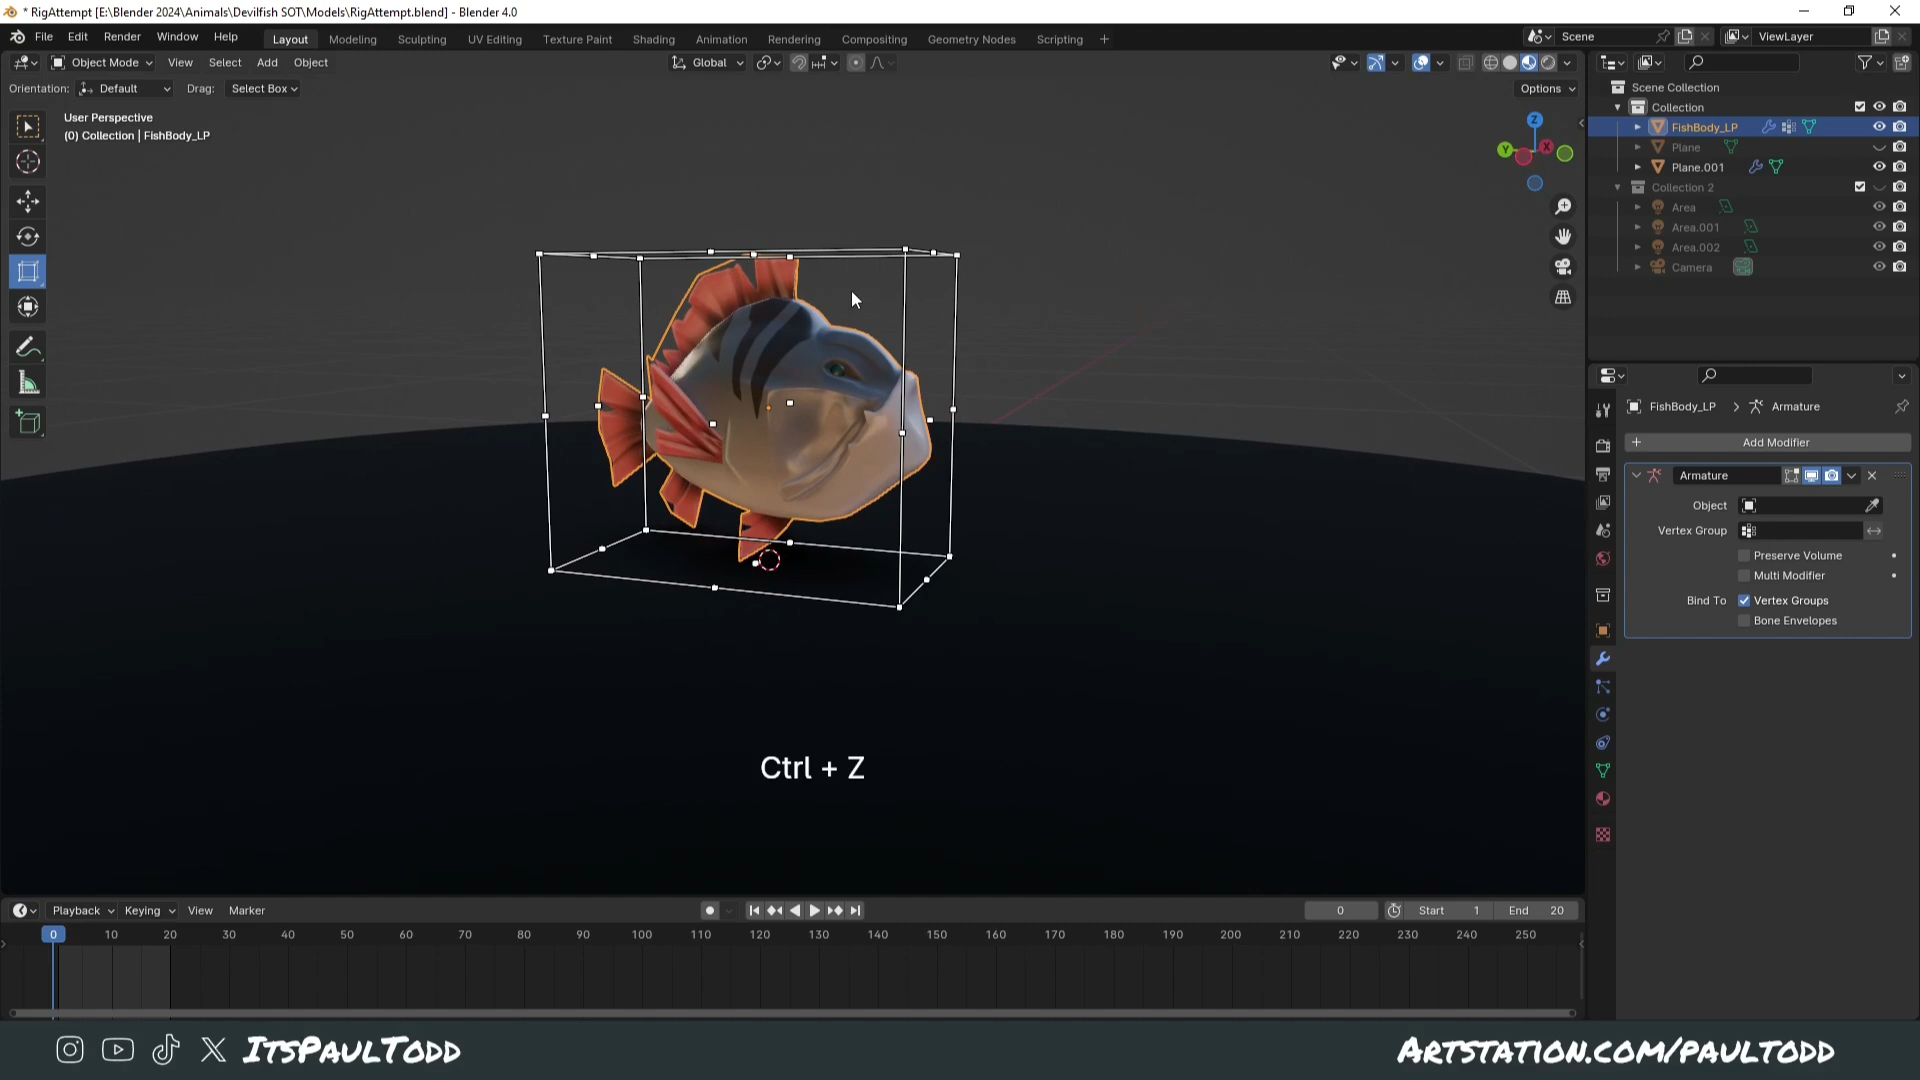 * RigAttempt [E:\Blender 2024\Animals\Devilfish SOT\Models\RigAttempt.blend] - Blender 4.0
File Edit Render Window Help
Layout Modeling Sculpting UV Editing Texture Paint Shading Animation Rendering Compositing Geometry Nodes Scripting +
Scene
ViewLayer
Object Mode View Select Add Object
Global
Orientation: Default Drag: Select Box
Options
User Perspective
(0) Collection | FishBody_LP
Z
Y
X
Scene Collection
Collection
FishBody_LP
Plane
Plane.001
Collection 2
Area
Area.001
Area.002
Camera
FishBody_LP > Armature
+ Add Modifier
Armature
Object
Vertex Group
Preserve Volume
Multi Modifier
Bind To Vertex Groups
Bone Envelopes
Ctrl + Z
Playback Keying View Marker
0
Start 1 End 20
0 10 20 30 40 50 60 70 80 90 100 110 120 130 140 150 160 170 180 190 200 210 220 230 240 250
ItsPaulTodd
Artstation.com/paultodd